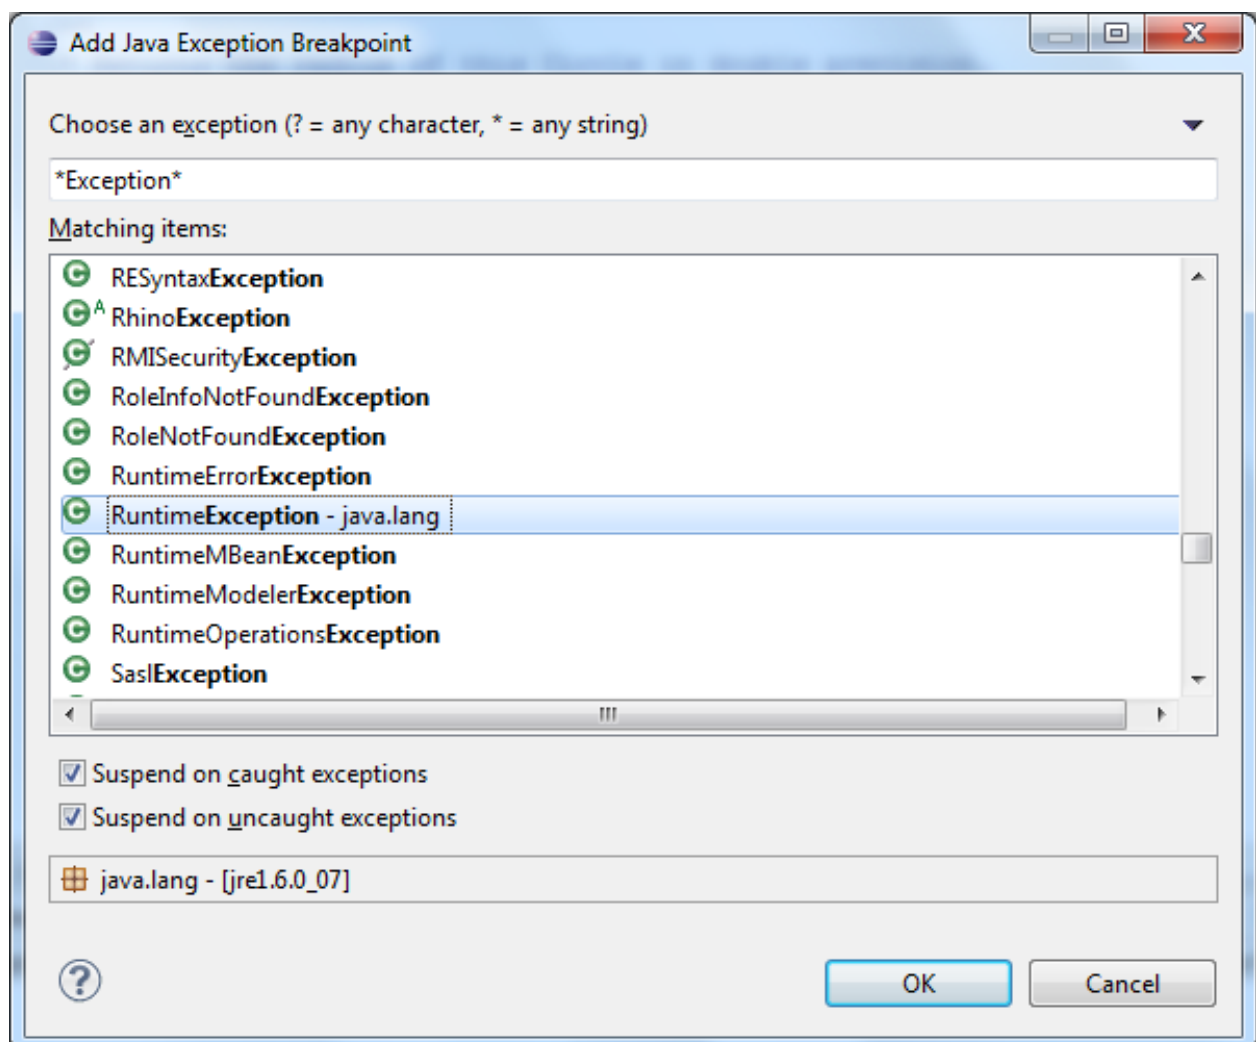 Add Java Exception Breakpoint
Choose an exception (? = any character, * = any string)
*Exception*
Matching items:
RESyntaxException
RhinoException
RMISecurityException
RoleInfoNotFoundException
RoleNotFoundException
RuntimeErrorException
RuntimeException - java.lang
RuntimeMBeanException
RuntimeModelerException
RuntimeOperationsException
SaslException
Suspend on caught exceptions
Suspend on uncaught exceptions
java.lang - [jre1.6.0_07]
OK
Cancel